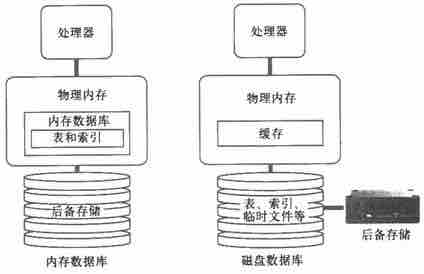 处理器
物理内存
内存数据库
表和索引
后备存储
内存数据库
处理器
物理内存
缓存
表、索引、
临时文件等
后备存储
磁盘数据库